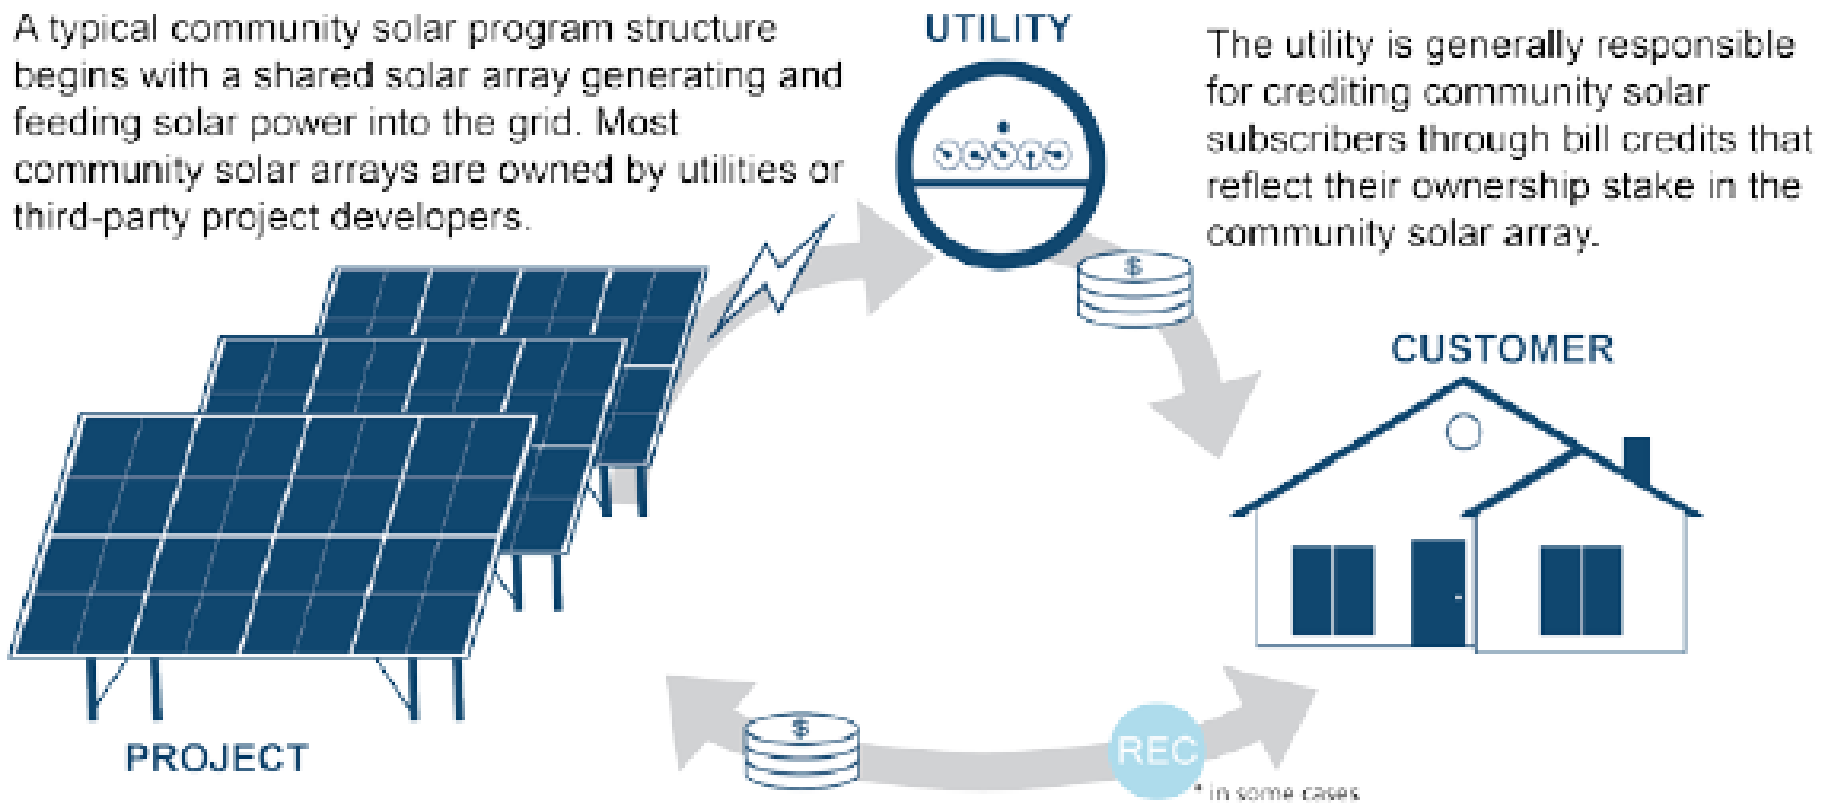 A typical community solar program structure
begins with a shared solar array generating and
feeding solar power into the grid. Most
community solar arrays are owned by utilities or
third-party project developers.
UTILITY
The utility is generally responsible
for crediting community solar
subscribers through bill credits that
reflect their ownership stake in the
community solar array.
$
CUSTOMER
$
REC
* in some cases
PROJECT